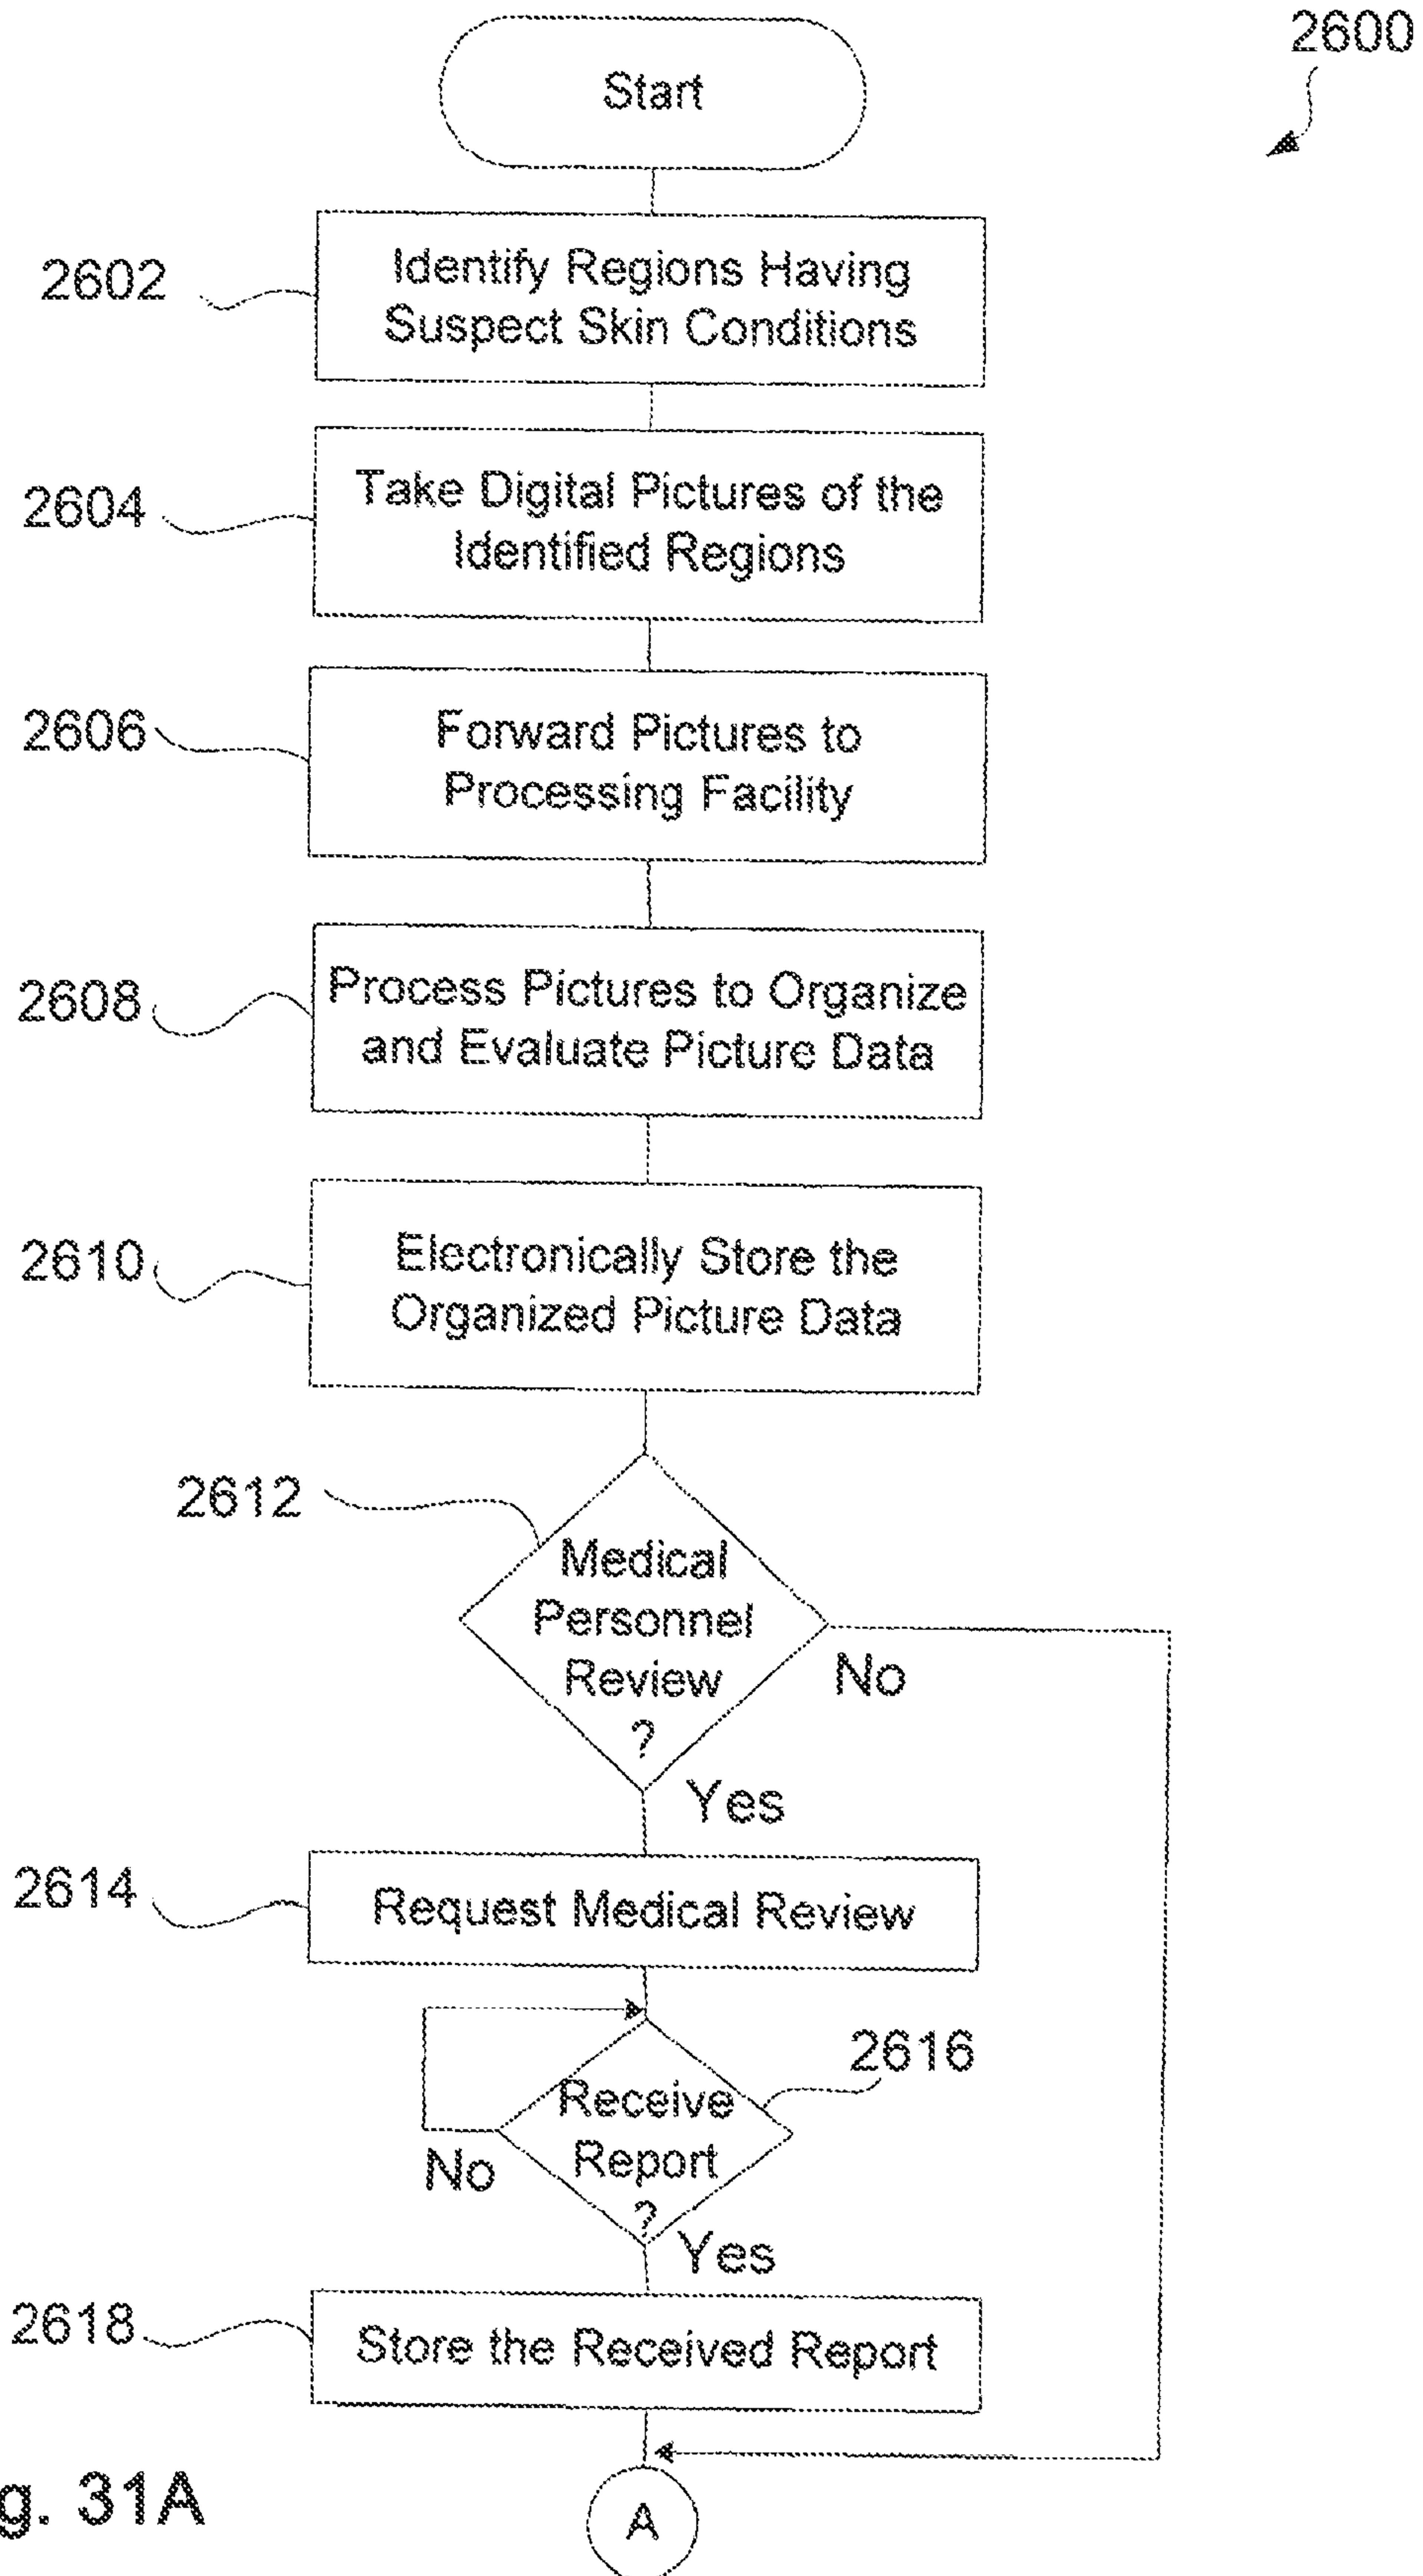 2600
Start
2602
Identify Regions Having
Suspect Skin Conditions
2604
Take Digital Pictures of the
Identified Regions
2606
Forward Pictures to
Processing Facility
2608
Process Pictures to Organize
and Evaluate Picture Data
2610
Electronically Store the
Organized Picture Data
2612
Medical
Personnel
Review
?
No
Yes
2614
Request Medical Review
2616
Receive
Report
?
No
Yes
2618
Store the Received Report
g. 31A
A